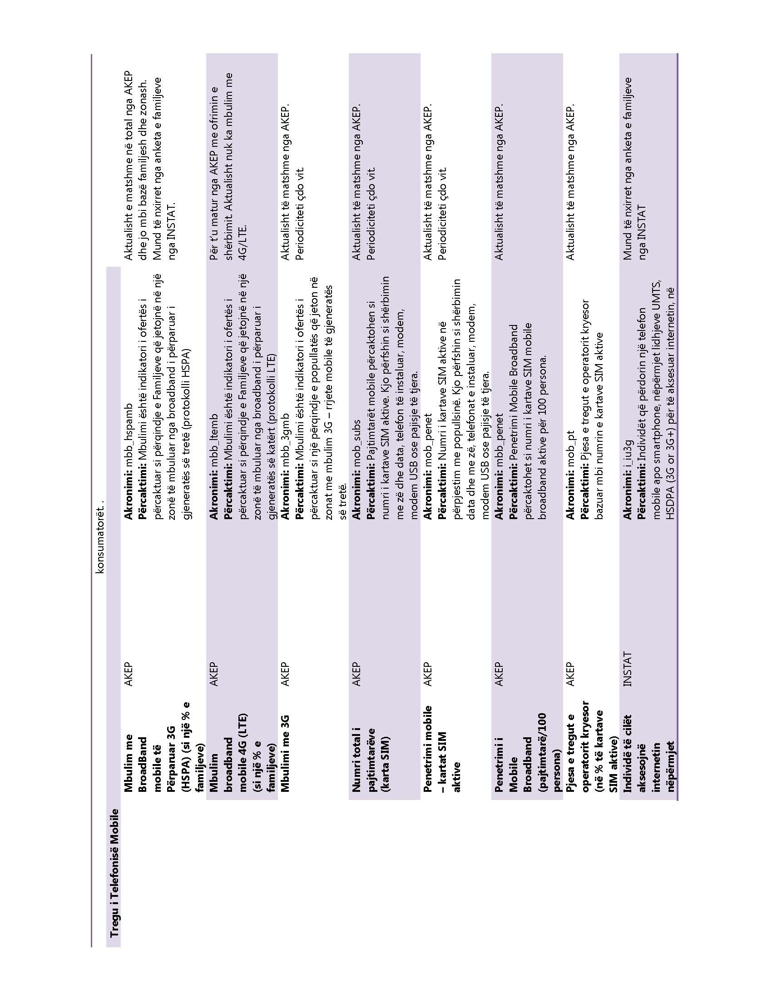 konsumatorët. .
Tregu i Telefonisë Mobile
Mbulim me
BroadBand
mobile të
Përparuar 3G
(HSPA) (si një % e
familjeve)
AKEP
Akronimi: mbb_hspamb
Përcaktimi: Mbulimi është indikatori i ofertës i
përcaktuar si përqindje e Familjeve që jetojnë në një
zonë të mbuluar nga broadband i përparuar i
gjeneratës së tretë (protokolli HSPA)
Aktualisht e matshme në total nga AKEP
dhe jo mbi bazë familjesh dhe zonash.
Mund të nxirret nga anketa e familjeve
nga INSTAT.
Mbulim
broadband
mobile 4G (LTE)
(si një % e
familjeve)
AKEP
Akronimi: mbb_ltemb
Përcaktimi: Mbulimi është indikatori i ofertës i
përcaktuar si përqindje e Familjeve që jetojnë në një
zonë të mbuluar nga broadband i përparuar i
gjeneratës së katërt (protokolli LTE)
Për t'u matur nga AKEP me ofrimin e
shërbimit. Aktualisht nuk ka mbulim me
4G/LTE.
Mbulimi me 3G
AKEP
Akronimi: mbb_3gmb
Përcaktimi: Mbulimi është indikatori i ofertës i
përcaktuar si një përqindje e popullatës që jeton në
zonat me mbulim 3G – rrjete mobile të gjeneratës
së tretë.
Aktualisht të matshme nga AKEP.
Periodiciteti çdo vit.
Numri total i
pajtimtarëve
(karta SIM)
AKEP
Akronimi: mob_subs
Përcaktimi: Pajtimtarët mobile përcaktohen si
numri i kartave SIM aktive. Kjo përfshin si shërbimin
me zë dhe data, telefon të instaluar, modem,
modem USB ose pajisje të tjera.
Aktualisht të matshme nga AKEP.
Periodiciteti çdo vit.
Penetrimi mobile
– kartat SIM
aktive
AKEP
Akronimi: mob_penet
Përcaktimi: Numri i kartave SIM aktive në
përpjestim me popullsinë. Kjo përfshin si shërbimin
data dhe me zë, telefonat e instaluar, modem,
modem USB ose pajisje të tjera.
Aktualisht të matshme nga AKEP.
Periodiciteti çdo vit.
Penetrimi i
Mobile
Broadband
(pajtimtarë/100
persona)
AKEP
Akronimi: mbb_penet
Përcaktimi: Penetrimi Mobile Broadband
përcaktohet si numri i kartave SIM mobile
broadband aktive për 100 persona.
Aktualisht të matshme nga AKEP.
Pjesa e tregut e
operatorit kryesor
(në % të kartave
SIM aktive)
AKEP
Akronimi: mob_pt
Përcaktimi: Pjesa e tregut e operatorit kryesor
bazuar mbi numrin e kartave SIM aktive
Aktualisht të matshme nga AKEP.
Individë të cilët
aksesojnë
internetin
nëpërmjet
INSTAT
Akronimi: i_iu3g
Përcaktimi: Individët që përdorin një telefon
mobile apo smartphone, nëpërmjet lidhjeve UMTS,
HSDPA (3G or 3G+) për të aksesuar internetin, në
Mund të nxirret nga anketa e familjeve
nga INSTAT